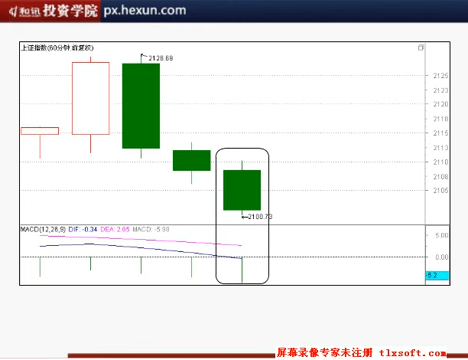 和讯 投资学院 px.hexun.com
上证指数(60分钟 前复权)
2128.69
2125
2120
2116
2113
2108
2105
2100.73
MACD(12,26,9) DIF: -0.34 DEA: 2.65 MACD: -5.98
5.00
0.00
-5.2
屏幕录像专家未注册 tlxsoft.com